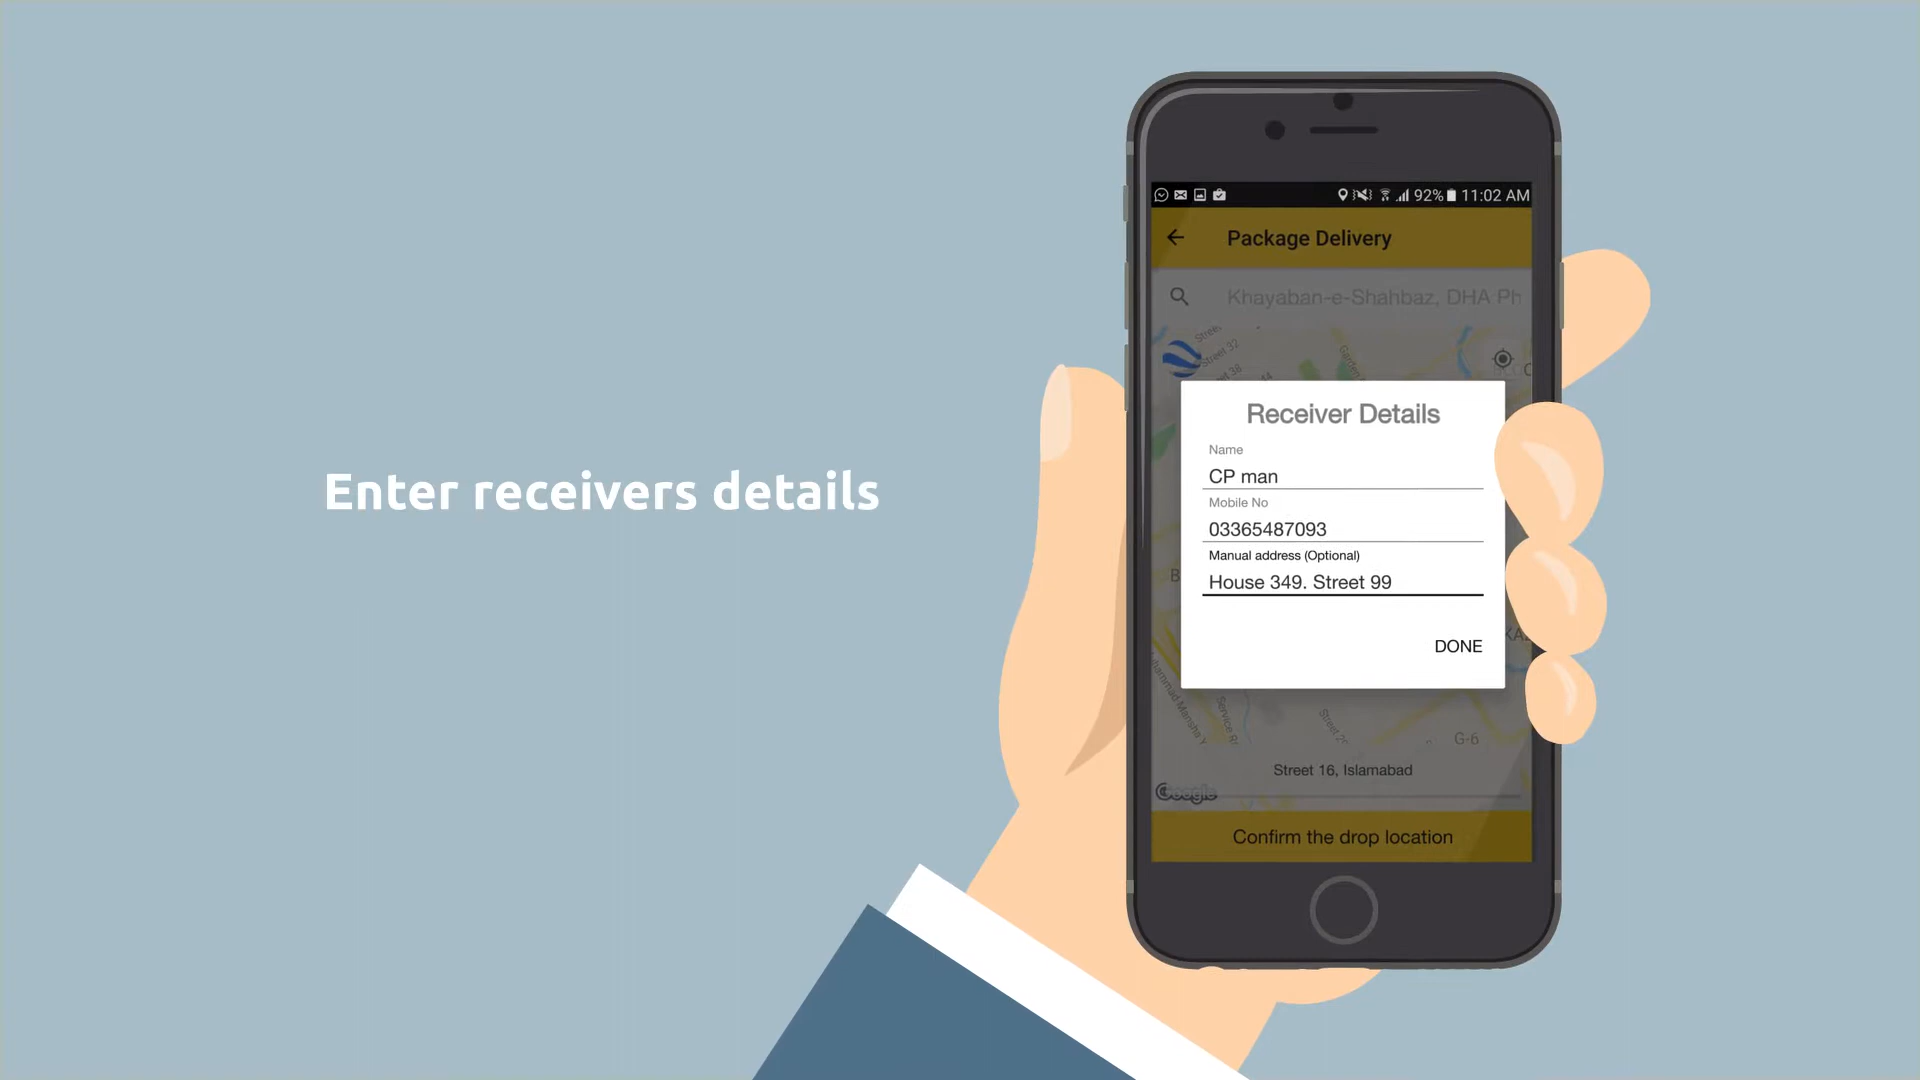 Enter receivers details
92% 11:02 AM
Package Delivery
Khayaban-e-Shahbaz, DHA Ph
Street 32
Receiver Details
Name
CP man
Mobile No
03365487093
Manual address (Optional)
House 349. Street 99
DONE
G-6
Street 16, Islamabad
Google
Confirm the drop location